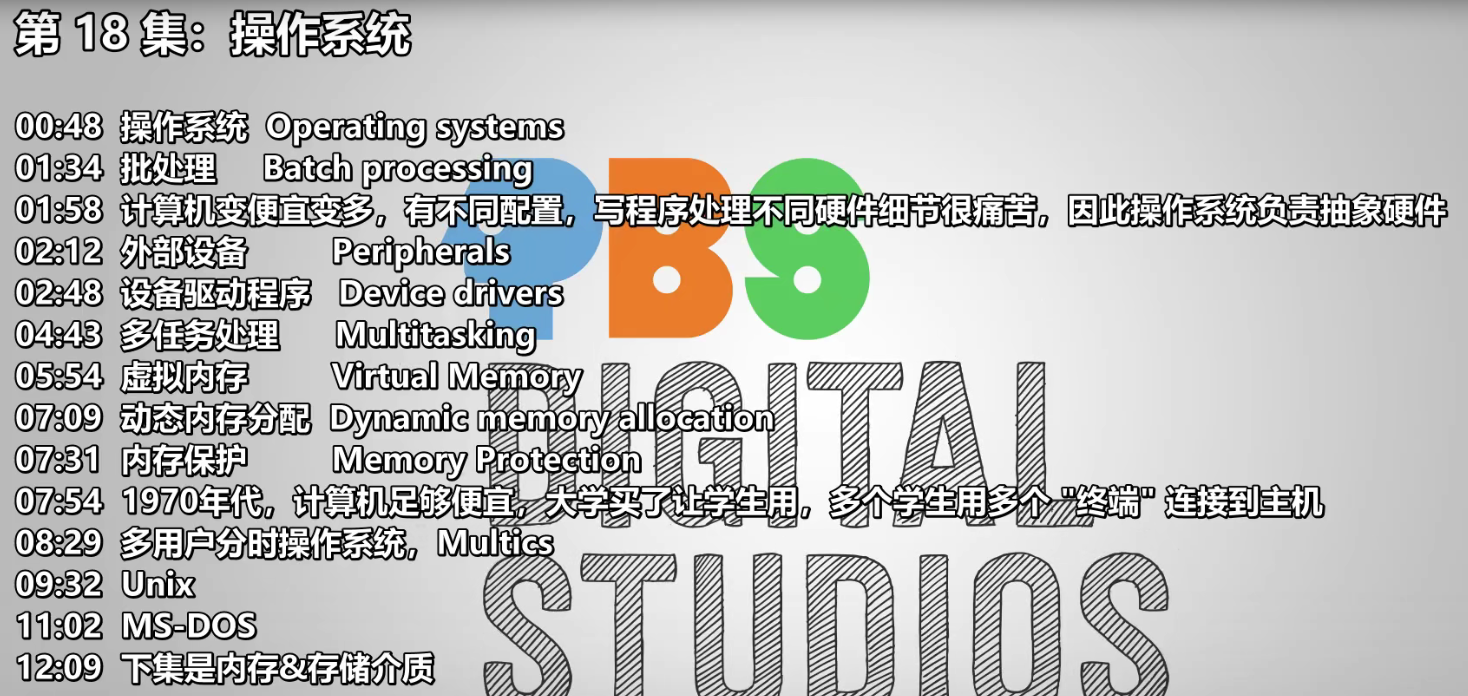 第 18 集：操作系统
00:48 操作系统 Operating systems
01:34 批处理 Batch processing
01:58 计算机变便宜变多，有不同配置，写程序处理不同硬件细节很痛苦，因此操作系统负责抽象硬件
02:12 外部设备 Peripherals
02:48 设备驱动程序 Device drivers
04:43 多任务处理 Multitasking
05:54 虚拟内存 Virtual Memory
07:09 动态内存分配 Dynamic memory allocation
07:31 内存保护 Memory Protection
07:54 1970年代，计算机足够便宜，大学买了让学生用，多个学生用多个 "终端" 连接到主机
08:29 多用户分时操作系统，Multics
09:32 Unix
11:02 MS-DOS
12:09 下集是内存&存储介质
PBS
DIGITAL
STUDIOS